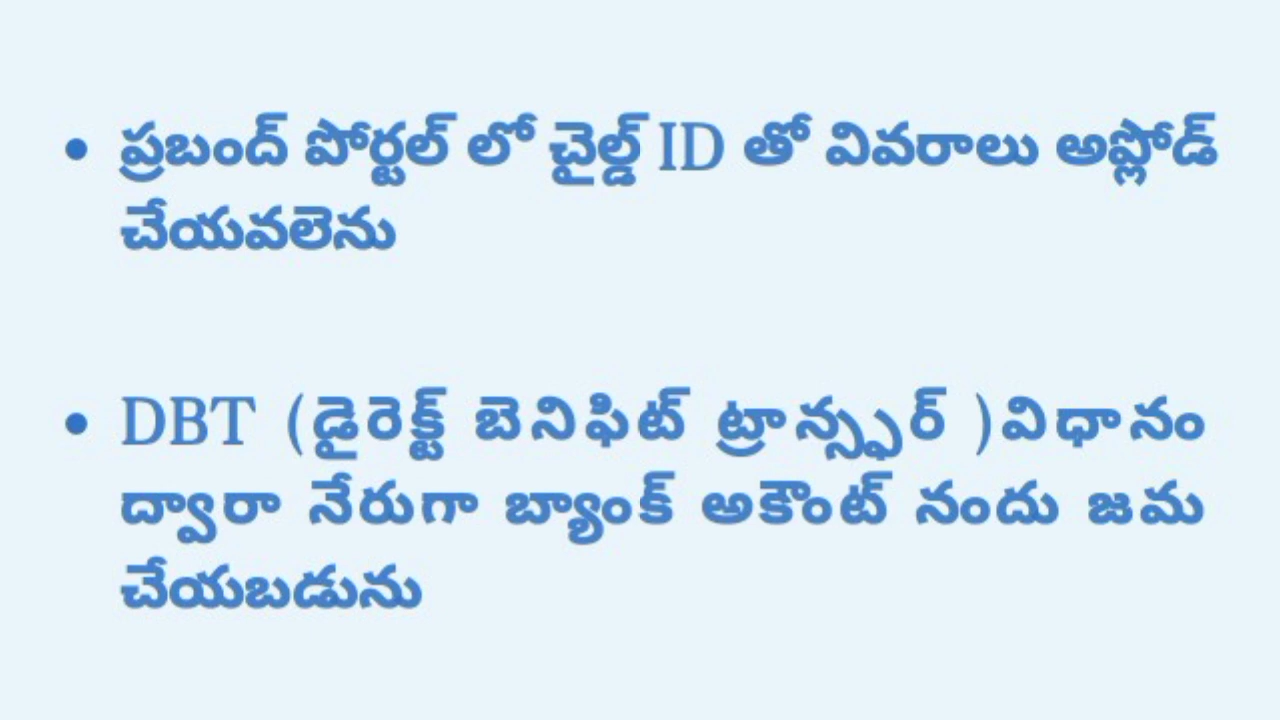 • ప్రబంద్ పోర్టల్ లో చైల్డ్ ID తో వివరాలు అప్లోడ్
చేయవలెను
• DBT (డైరెక్ట్ బెనిఫిట్ ట్రాన్స్ఫర్ )విధానం
ద్వారా నేరుగా బ్యాంక్ అకౌంట్ నందు జమ
చేయబడును